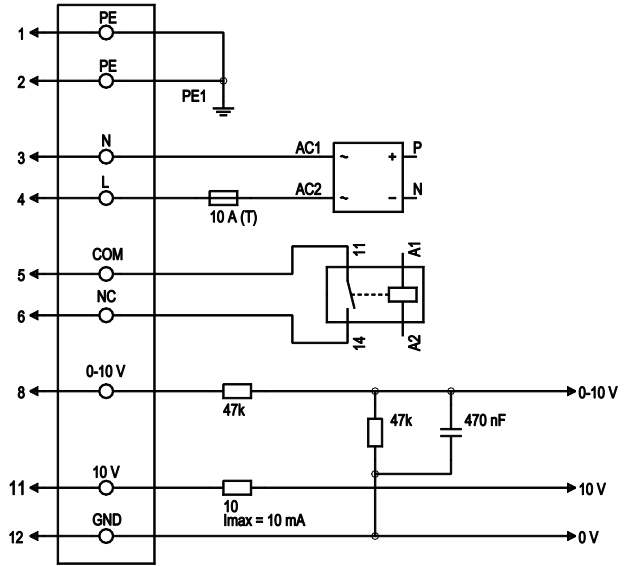 1 PE
2 PE
PE1
3 N AC1 ~ + P
4 L AC2 ~ − N
10 A (T)
5 COM 11 A1
6 NC 14 A2
8 0-10 V 0-10 V
47k 47k 470 nF
11 10 V 10 V
10
Imax = 10 mA
12 GND 0 V